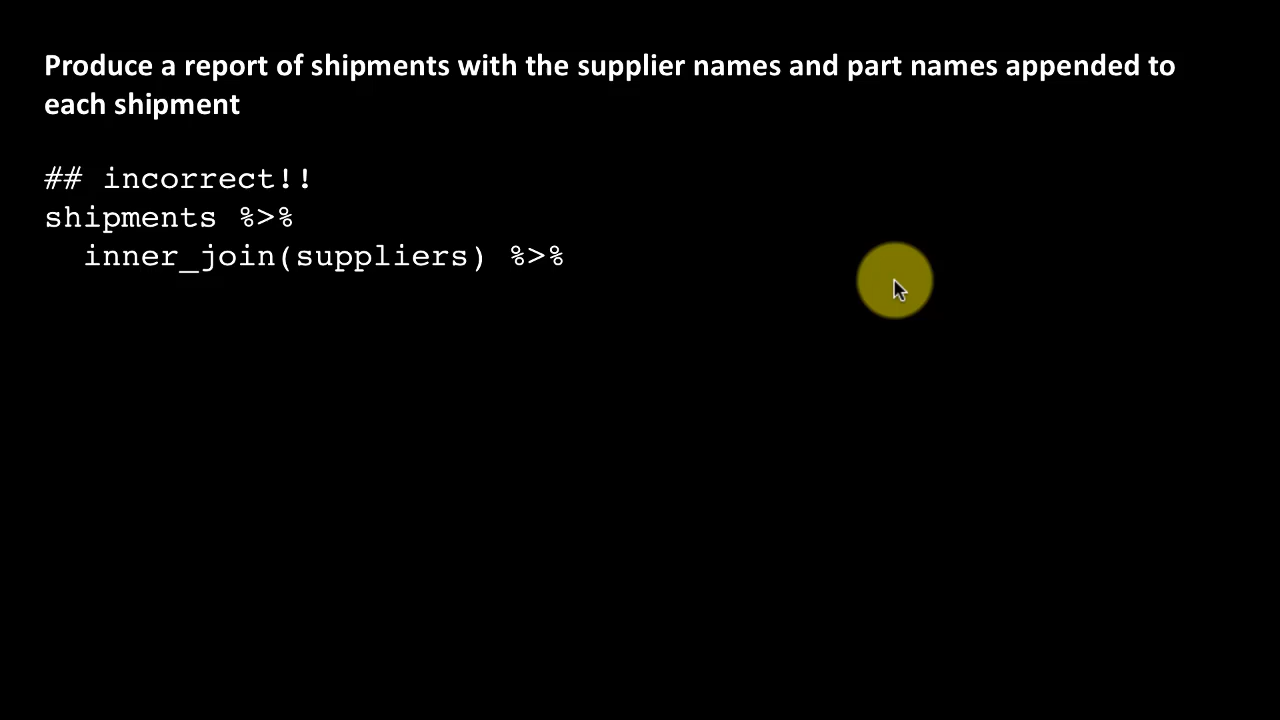 Produce a report of shipments with the supplier names and part names appended to
each shipment
## incorrect!!
shipments %>%
  inner_join(suppliers) %>%